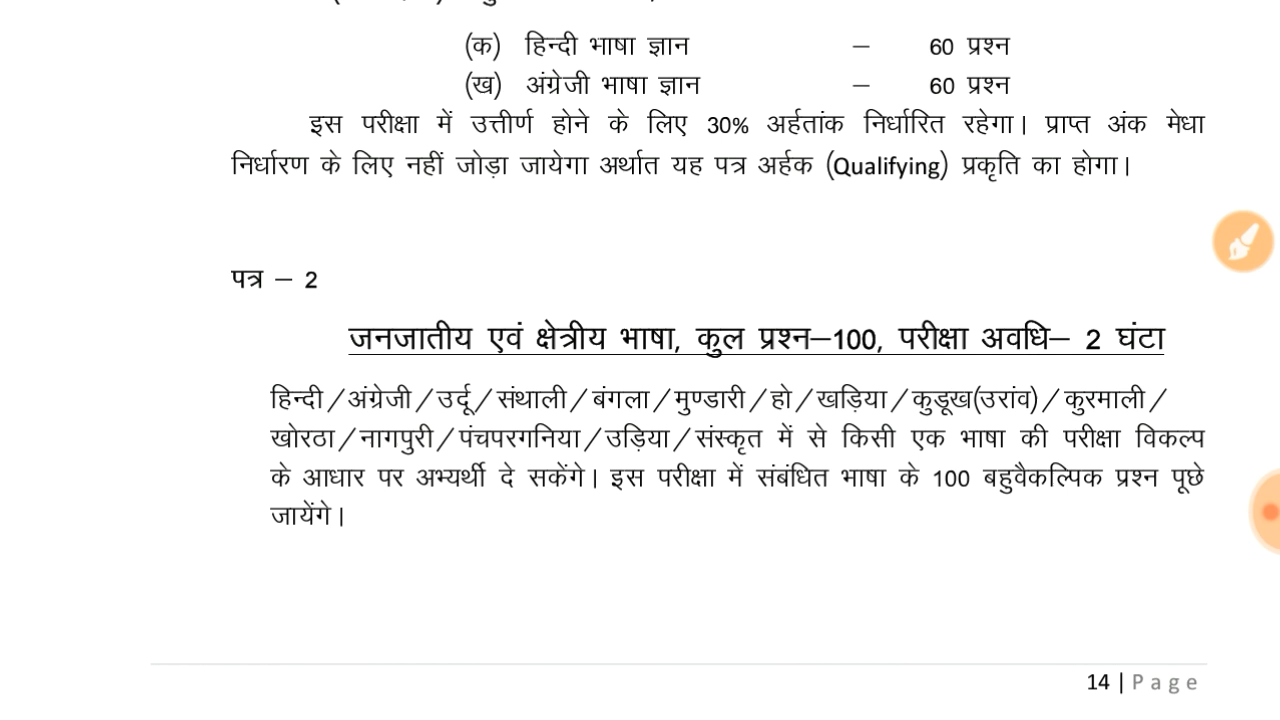 (क) हिन्दी भाषा ज्ञान – 60 प्रश्न
(ख) अंग्रेजी भाषा ज्ञान – 60 प्रश्न
इस परीक्षा में उत्तीर्ण होने के लिए 30% अर्हतांक निर्धारित रहेगा। प्राप्त अंक मेधा
निर्धारण के लिए नहीं जोड़ा जायेगा अर्थात यह पत्र अर्हक (Qualifying) प्रकृति का होगा।
पत्र – 2
जनजातीय एवं क्षेत्रीय भाषा, कुल प्रश्न–100, परीक्षा अवधि– 2 घंटा
हिन्दी/अंग्रेजी/उर्दू/संथाली/बंगला/मुण्डारी/हो/खड़िया/कुडूख(उरांव)/कुरमाली/
खोरठा/नागपुरी/पंचपरगनिया/उड़िया/संस्कृत में से किसी एक भाषा की परीक्षा विकल्प
के आधार पर अभ्यर्थी दे सकेंगे। इस परीक्षा में संबंधित भाषा के 100 बहुवैकल्पिक प्रश्न पूछे
जायेंगे।
14 | Page